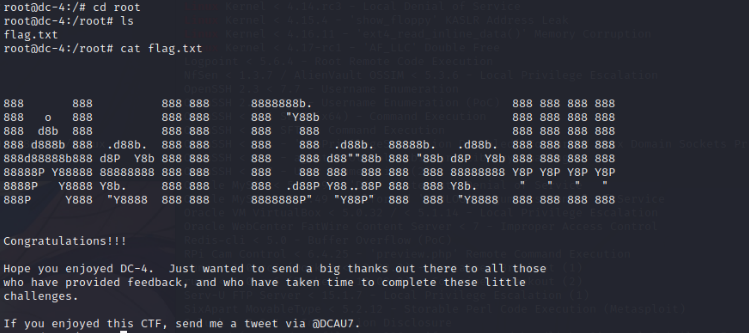 root@dc-4:/# cd root
root@dc-4:/root# ls
flag.txt
root@dc-4:/root# cat flag.txt
888       888          888 888      8888888b.                             888 888 888 888
888   o   888          888 888      888  "Y88b                            888 888 888 888
888  d8b  888          888 888      888    888                            888 888 888 888
888 d888b 888  .d88b.  888 888      888    888  .d88b.  88888b.   .d88b.  888 888 888 888
888d88888b888 d8P  Y8b 888 888      888    888 d88""88b 888 "88b d8P  Y8b 888 888 888 888
88888P Y88888 88888888 888 888      888    888 888  888 888  888 88888888 Y8P Y8P Y8P Y8P
8888P   Y8888 Y8b.     888 888      888  .d88P Y88..88P 888  888 Y8b.      "   "   "   "
888P     Y888  "Y8888  888 888      8888888P"   "Y88P"  888  888  "Y8888  888 888 888 888
Congratulations!!!
Hope you enjoyed DC-4.  Just wanted to send a big thanks out there to all those
who have provided feedback, and who have taken time to complete these little
challenges.
If you enjoyed this CTF, send me a tweet via @DCAU7.